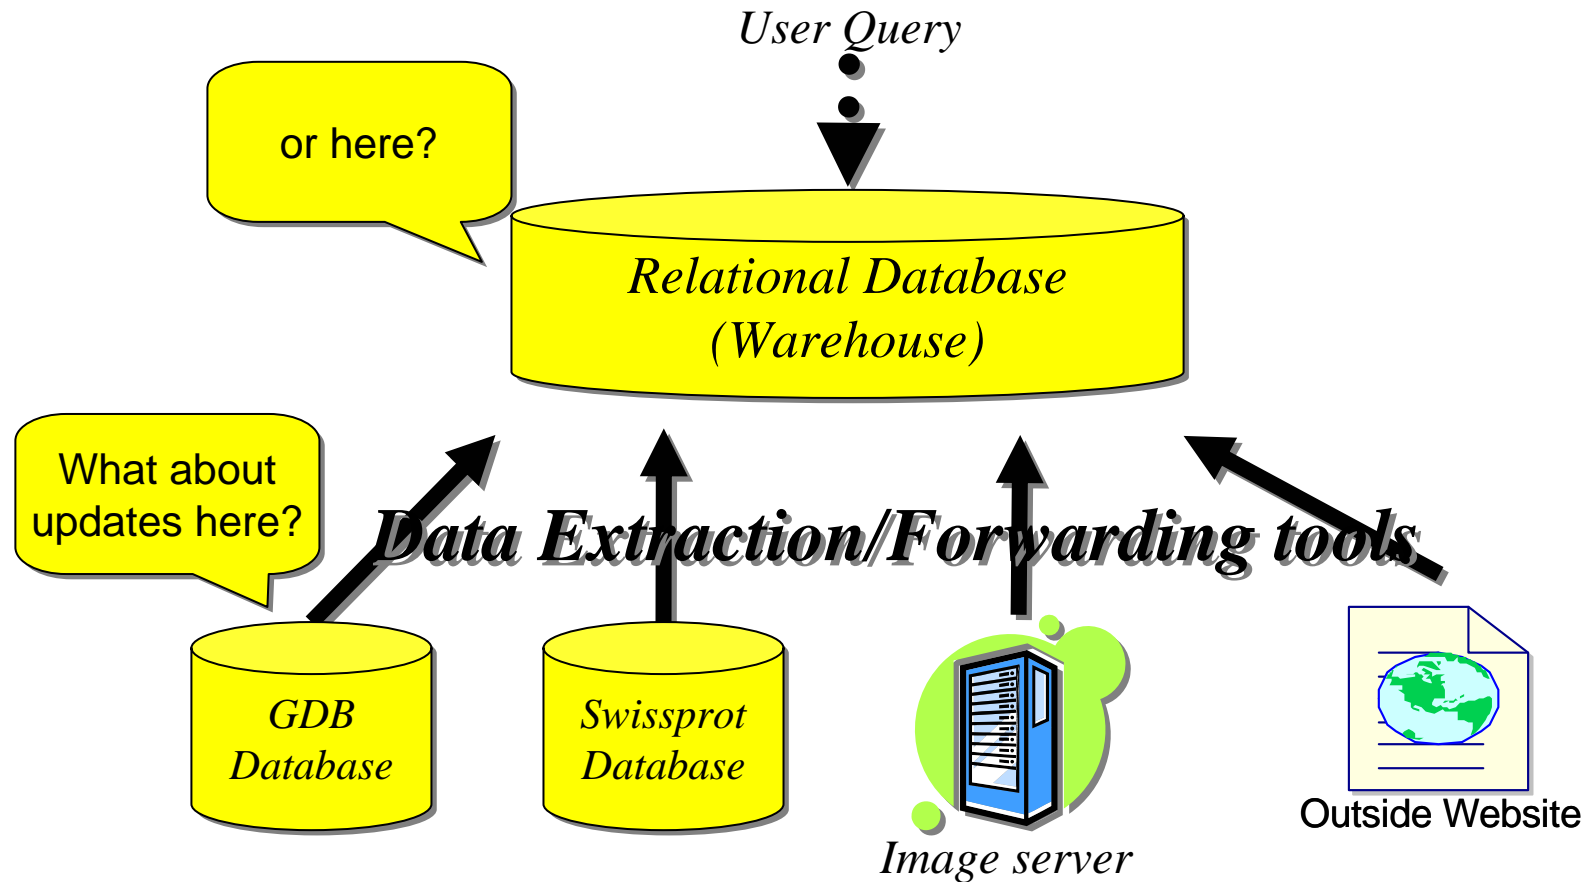 User Query
or here?
Relational Database
(Warehouse)
What about
updates here?
Data Extraction/Forwarding tools
GDB
Database
Swissprot
Database
Image server
Outside Website